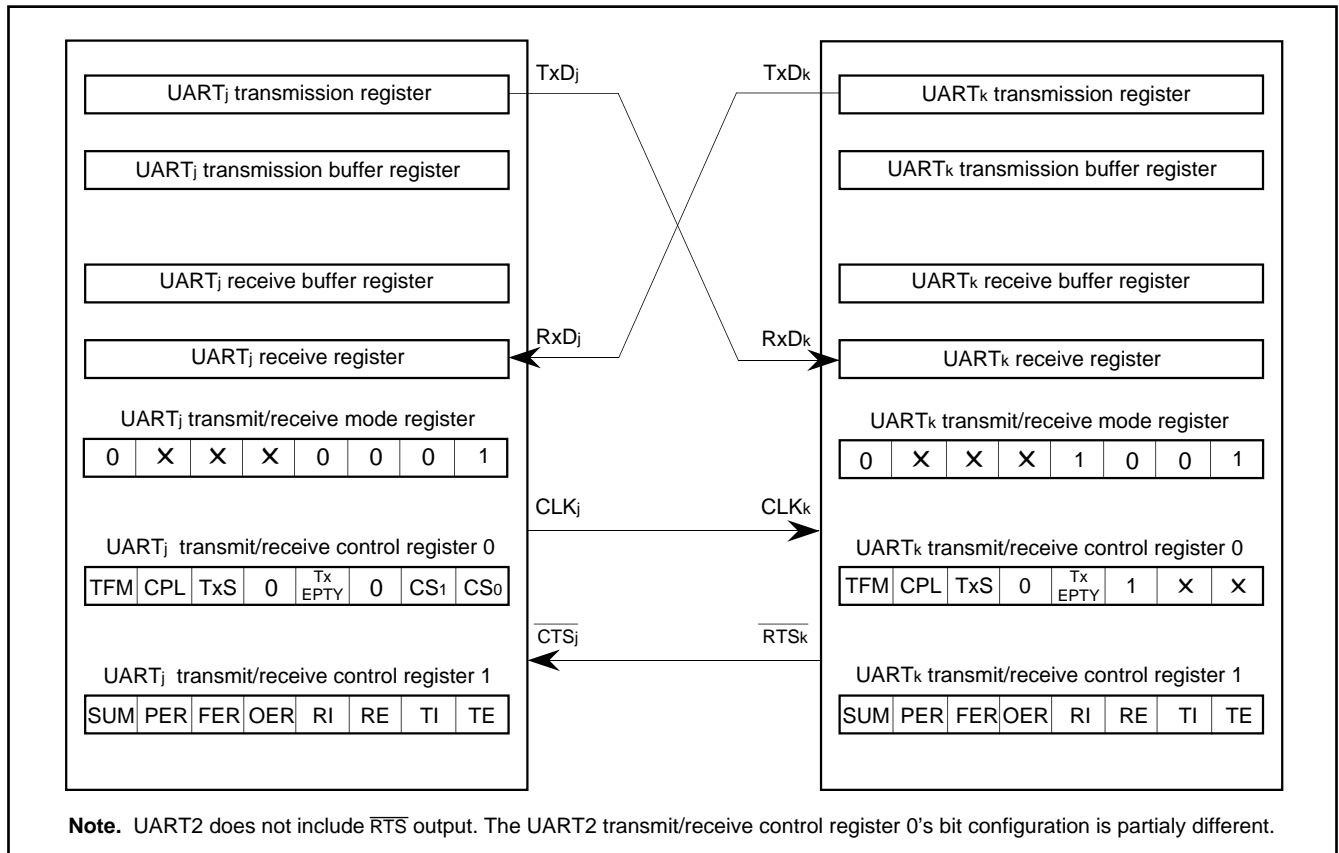 TxDj TxDk
UARTj transmission register
UARTk transmission register
UARTj transmission buffer register
UARTk transmission buffer register
UARTj receive buffer register
UARTk receive buffer register
RxDj RxDk
UARTj receive register
UARTk receive register
UARTj transmit/receive mode register
0 X X X 0 0 0 1
UARTk transmit/receive mode register
0 X X X 1 0 0 1
CLKj CLKk
UARTj transmit/receive control register 0
TFM CPL TxS 0 Tx EPTY 0 CS1 CS0
UARTk transmit/receive control register 0
TFM CPL TxS 0 Tx EPTY 1 X X
CTSj RTSk
UARTj transmit/receive control register 1
SUM PER FER OER RI RE TI TE
UARTk transmit/receive control register 1
SUM PER FER OER RI RE TI TE
Note. UART2 does not include RTS output. The UART2 transmit/receive control register 0's bit configuration is partialy different.